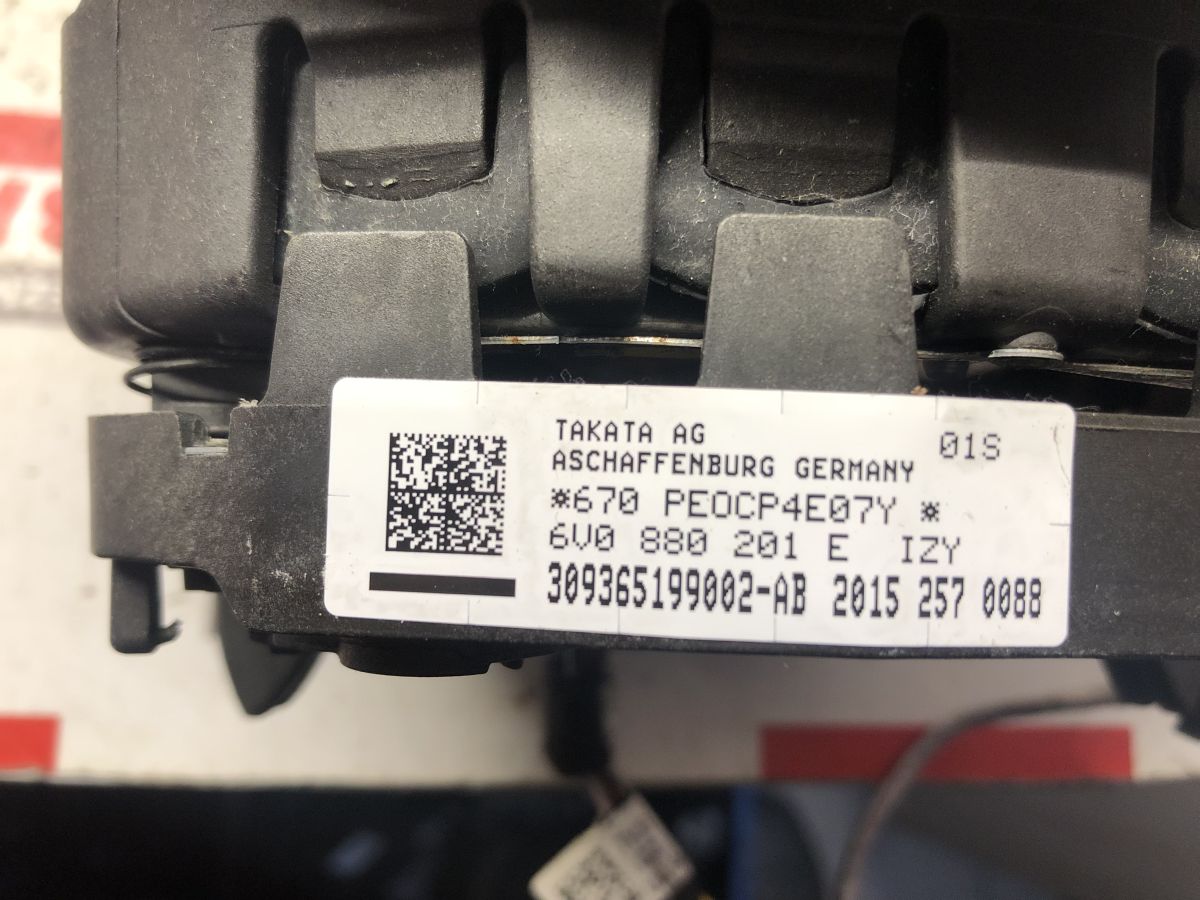 TAKATA AG
01S
ASCHAFFENBURG GERMANY
*670 PEOCP4E07Y *
6V0 880 201 E IZY
309365199002-AB 2015 257 0088